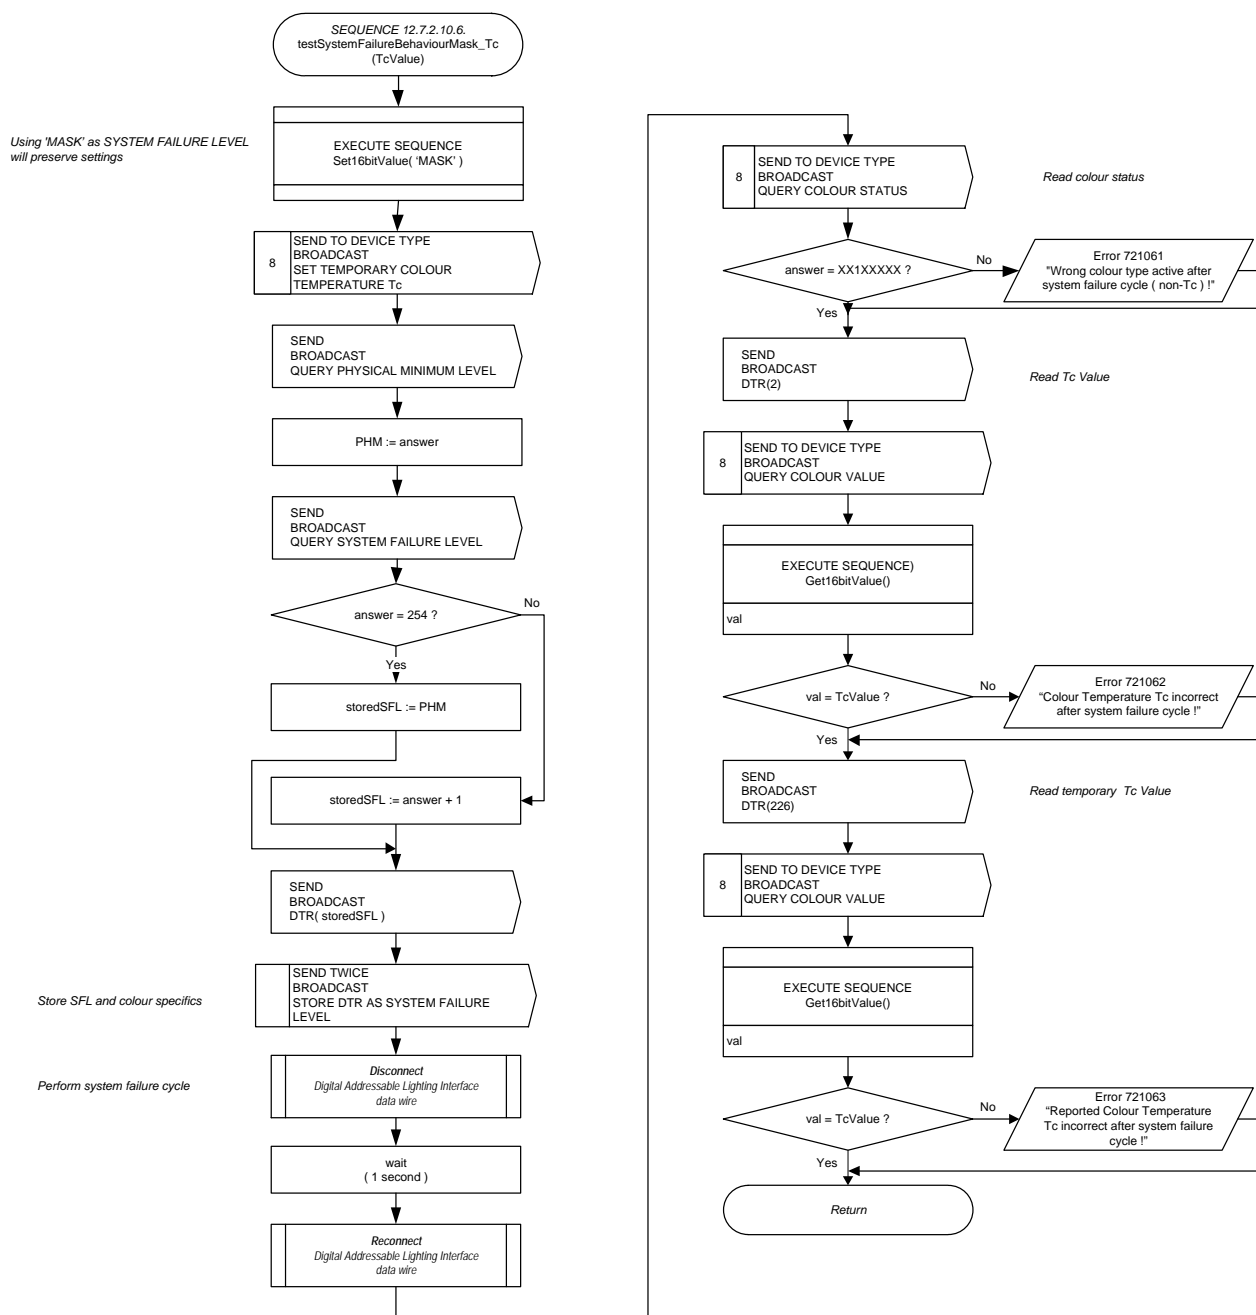 SEQUENCE 12.7.2.10.6.
testSystemFailureBehaviourMask_Tc
(TcValue)
Using 'MASK' as SYSTEM FAILURE LEVEL
will preserve settings
EXECUTE SEQUENCE
Set16bitValue( 'MASK' )
8
SEND TO DEVICE TYPE
BROADCAST
SET TEMPORARY COLOUR
TEMPERATURE Tc
SEND
BROADCAST
QUERY PHYSICAL MINIMUM LEVEL
PHM := answer
SEND
BROADCAST
QUERY SYSTEM FAILURE LEVEL
answer = 254 ?
No
Yes
storedSFL := PHM
storedSFL := answer + 1
SEND
BROADCAST
DTR( storedSFL )
Store SFL and colour specifics
SEND TWICE
BROADCAST
STORE DTR AS SYSTEM FAILURE
LEVEL
Perform system failure cycle
Disconnect
Digital Addressable Lighting Interface
data wire
wait
( 1 second )
Reconnect
Digital Addressable Lighting Interface
data wire
8
SEND TO DEVICE TYPE
BROADCAST
QUERY COLOUR STATUS
Read colour status
answer = XX1XXXXX ?
No
Error 721061
"Wrong colour type active after
system failure cycle ( non-Tc ) !"
Yes
SEND
BROADCAST
DTR(2)
Read Tc Value
8
SEND TO DEVICE TYPE
BROADCAST
QUERY COLOUR VALUE
EXECUTE SEQUENCE)
Get16bitValue()
val
val = TcValue ?
No
Error 721062
“Colour Temperature Tc incorrect
after system failure cycle !”
Yes
SEND
BROADCAST
DTR(226)
Read temporary Tc Value
8
SEND TO DEVICE TYPE
BROADCAST
QUERY COLOUR VALUE
EXECUTE SEQUENCE
Get16bitValue()
val
val = TcValue ?
No
Error 721063
“Reported Colour Temperature
Tc incorrect after system failure
cycle !”
Yes
Return